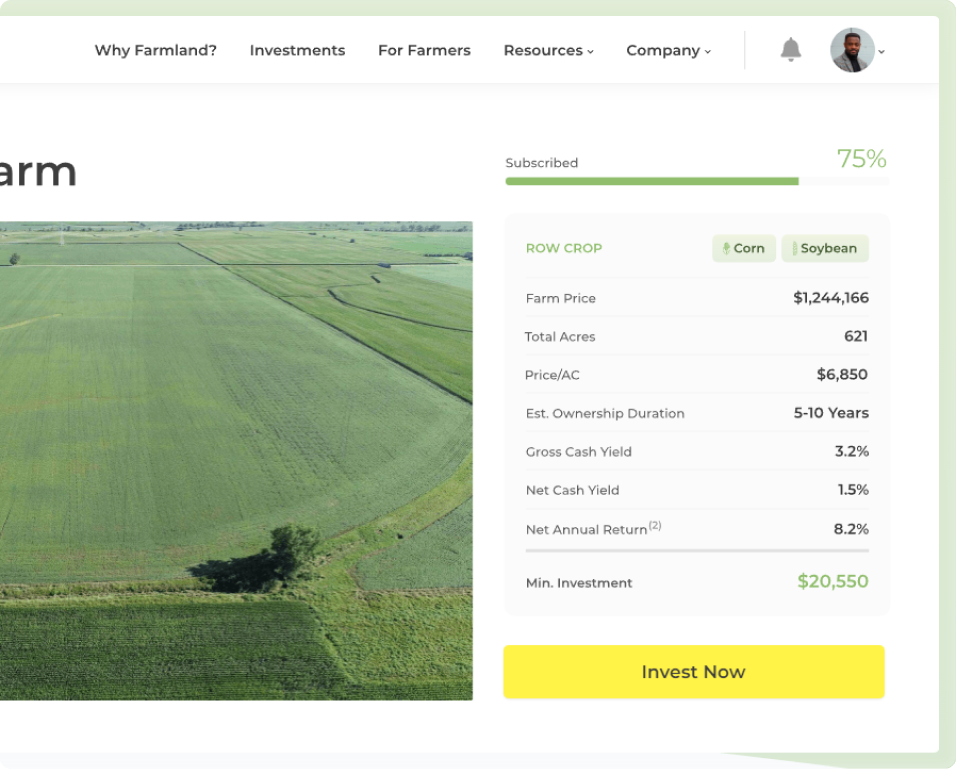 Why Farmland? Investments For Farmers Resources Company
arm
Subscribed 75%
ROW CROP Corn Soybean
Farm Price $1,244,166
Total Acres 621
Price/AC $6,850
Est. Ownership Duration 5-10 Years
Gross Cash Yield 3.2%
Net Cash Yield 1.5%
Net Annual Return(2) 8.2%
Min. Investment $20,550
Invest Now